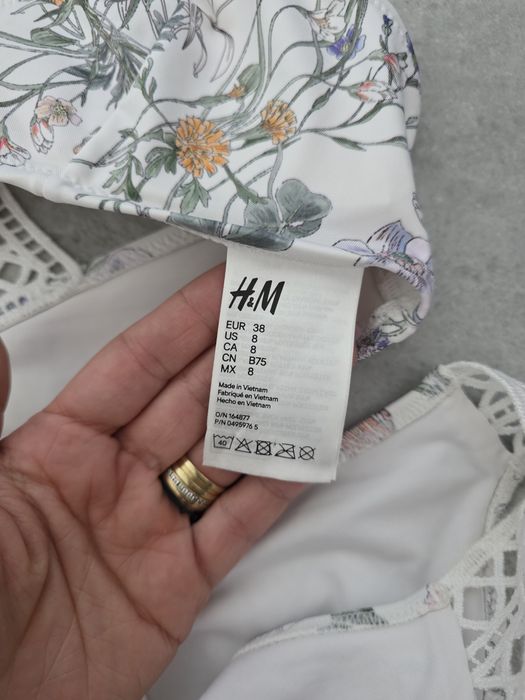 H&M
EUR 38
US 8
CA 8
CN B75
MX 8
Made in Vietnam
Fabriqué en Vietnam
Hecho en Vietnam
O/N 164877
P/N 0495976 5
40